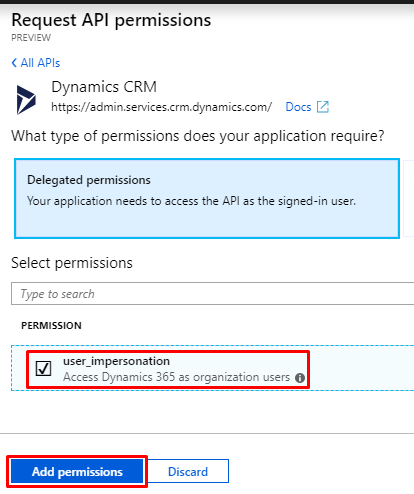 Request API permissions
PREVIEW
All APIs
Dynamics CRM
https://admin.services.crm.dynamics.com/ Docs
What type of permissions does your application require?
Delegated permissions
Your application needs to access the API as the signed-in user.
Select permissions
Type to search
PERMISSION
user_impersonation
Access Dynamics 365 as organization users
Add permissions Discard